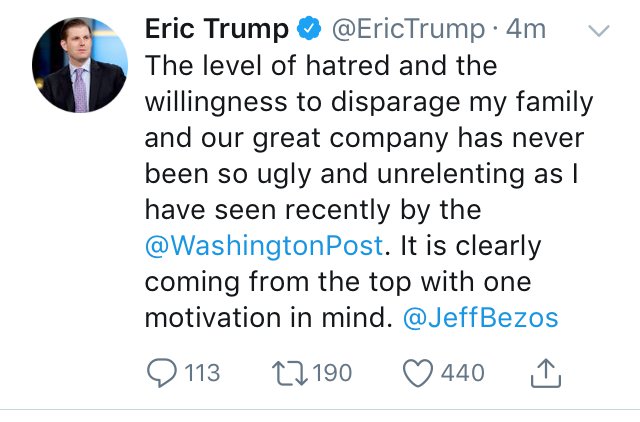 Eric Trump @EricTrump · 4m
The level of hatred and the
willingness to disparage my family
and our great company has never
been so ugly and unrelenting as I
have seen recently by the
@WashingtonPost. It is clearly
coming from the top with one
motivation in mind. @JeffBezos
113 190 440